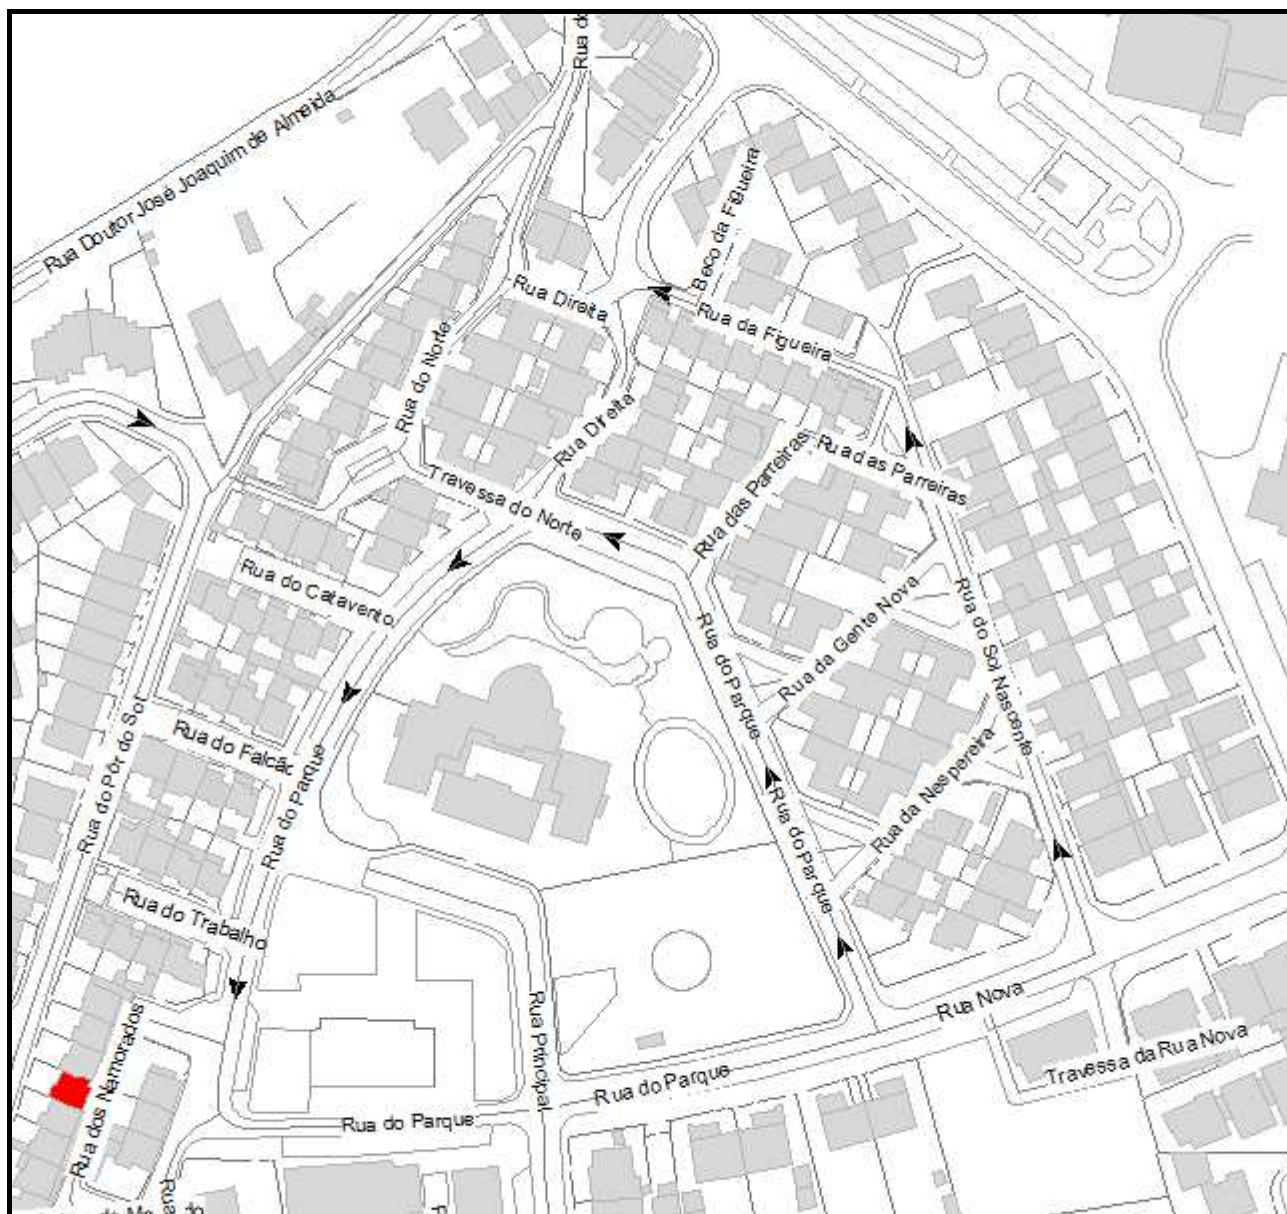 Rua do
Rua Doutor José Joaquim de Almeida
Beco da Figueira
Rua Direita
Rua da Figueira
Rua do Norte
Rua Direita
Rua das Parreiras
Rua das Parreiras
Travessa do Norte
Rua do Catavento
Rua da Gente Nova
Rua do Sol Nascente
Rua do Parque
Rua do Falcão
Rua do Pôr do Sol
Rua do Parque
Rua da Nespereira
Rua do Parque
Rua do Trabalho
Rua Nova
Rua Principal
Rua dos Namorados
Travessa da Rua Nova
Rua do Parque
Rua do Parque
Rua